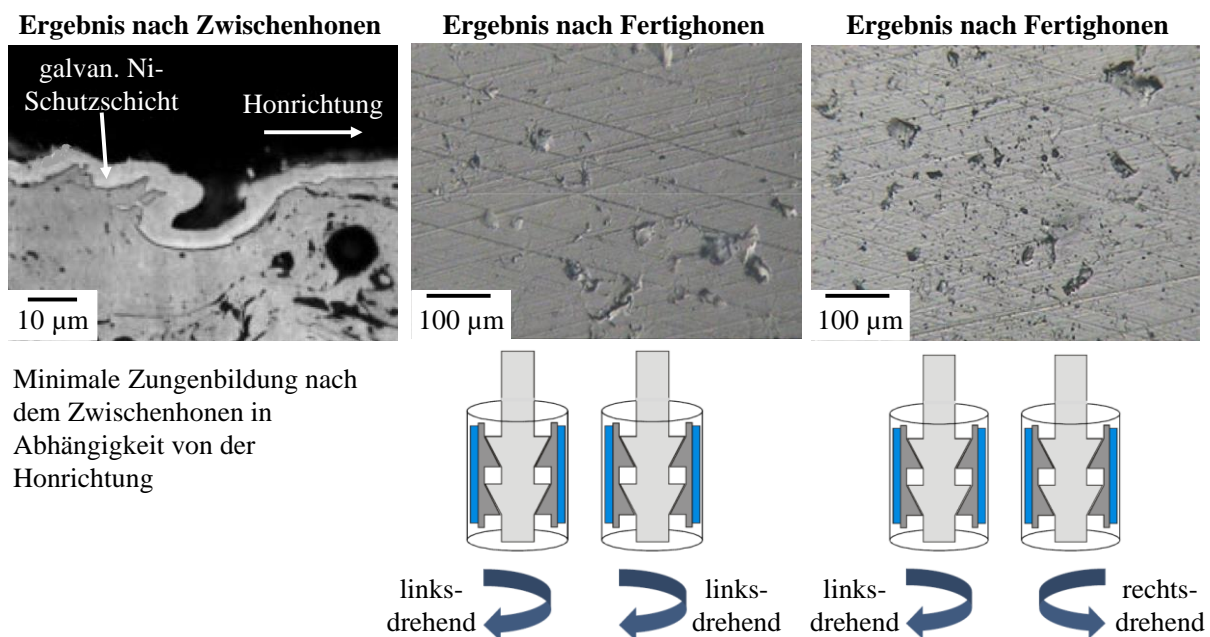 Ergebnis nach Zwischenhonen
galvan. Ni-
Schutzschicht
Honrichtung
10 µm
Minimale Zungenbildung nach
dem Zwischenhonen in
Abhängigkeit von der
Honrichtung
Ergebnis nach Fertighonen
100 µm
links-
drehend
links-
drehend
Ergebnis nach Fertighonen
100 µm
links-
drehend
rechts-
drehend